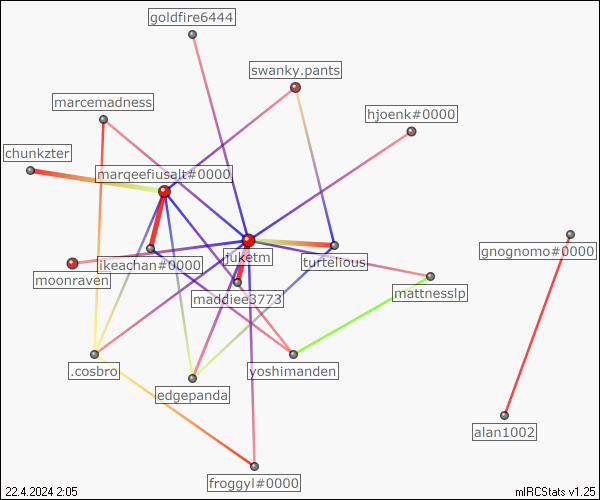 goldfire6444
swanky.pants
marcemadness
hjoenk#0000
chunkzter
marqeefiusalt#0000
gnognomo#0000
juketm
turtelious
ikeachan#0000
moonraven
mattnesslp
maddiee3773
.cosbro
yoshimanden
edgepanda
alan1002
froggyl#0000
22.4.2024 2:05
mIRCStats v1.25